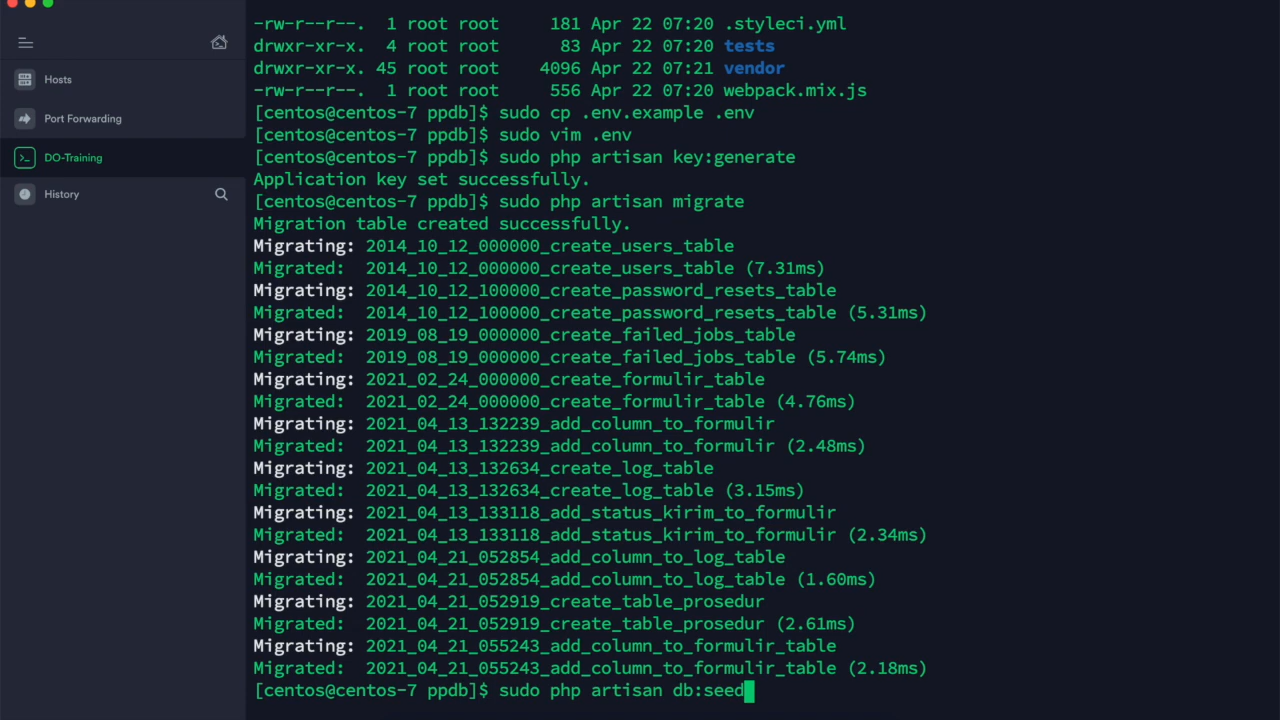 Hosts
Port Forwarding
DO-Training
History
-rw-r--r--. 1 root root 181 Apr 22 07:20 .styleci.yml
drwxr-xr-x. 4 root root 83 Apr 22 07:20 tests
drwxr-xr-x. 45 root root 4096 Apr 22 07:21 vendor
-rw-r--r--. 1 root root 556 Apr 22 07:20 webpack.mix.js
[centos@centos-7 ppdb]$ sudo cp .env.example .env
[centos@centos-7 ppdb]$ sudo vim .env
[centos@centos-7 ppdb]$ sudo php artisan key:generate
Application key set successfully.
[centos@centos-7 ppdb]$ sudo php artisan migrate
Migration table created successfully.
Migrating: 2014_10_12_000000_create_users_table
Migrated: 2014_10_12_000000_create_users_table (7.31ms)
Migrating: 2014_10_12_100000_create_password_resets_table
Migrated: 2014_10_12_100000_create_password_resets_table (5.31ms)
Migrating: 2019_08_19_000000_create_failed_jobs_table
Migrated: 2019_08_19_000000_create_failed_jobs_table (5.74ms)
Migrating: 2021_02_24_000000_create_formulir_table
Migrated: 2021_02_24_000000_create_formulir_table (4.76ms)
Migrating: 2021_04_13_132239_add_column_to_formulir
Migrated: 2021_04_13_132239_add_column_to_formulir (2.48ms)
Migrating: 2021_04_13_132634_create_log_table
Migrated: 2021_04_13_132634_create_log_table (3.15ms)
Migrating: 2021_04_13_133118_add_status_kirim_to_formulir
Migrated: 2021_04_13_133118_add_status_kirim_to_formulir (2.34ms)
Migrating: 2021_04_21_052854_add_column_to_log_table
Migrated: 2021_04_21_052854_add_column_to_log_table (1.60ms)
Migrating: 2021_04_21_052919_create_table_prosedur
Migrated: 2021_04_21_052919_create_table_prosedur (2.61ms)
Migrating: 2021_04_21_055243_add_column_to_formulir_table
Migrated: 2021_04_21_055243_add_column_to_formulir_table (2.18ms)
[centos@centos-7 ppdb]$ sudo php artisan db:seed